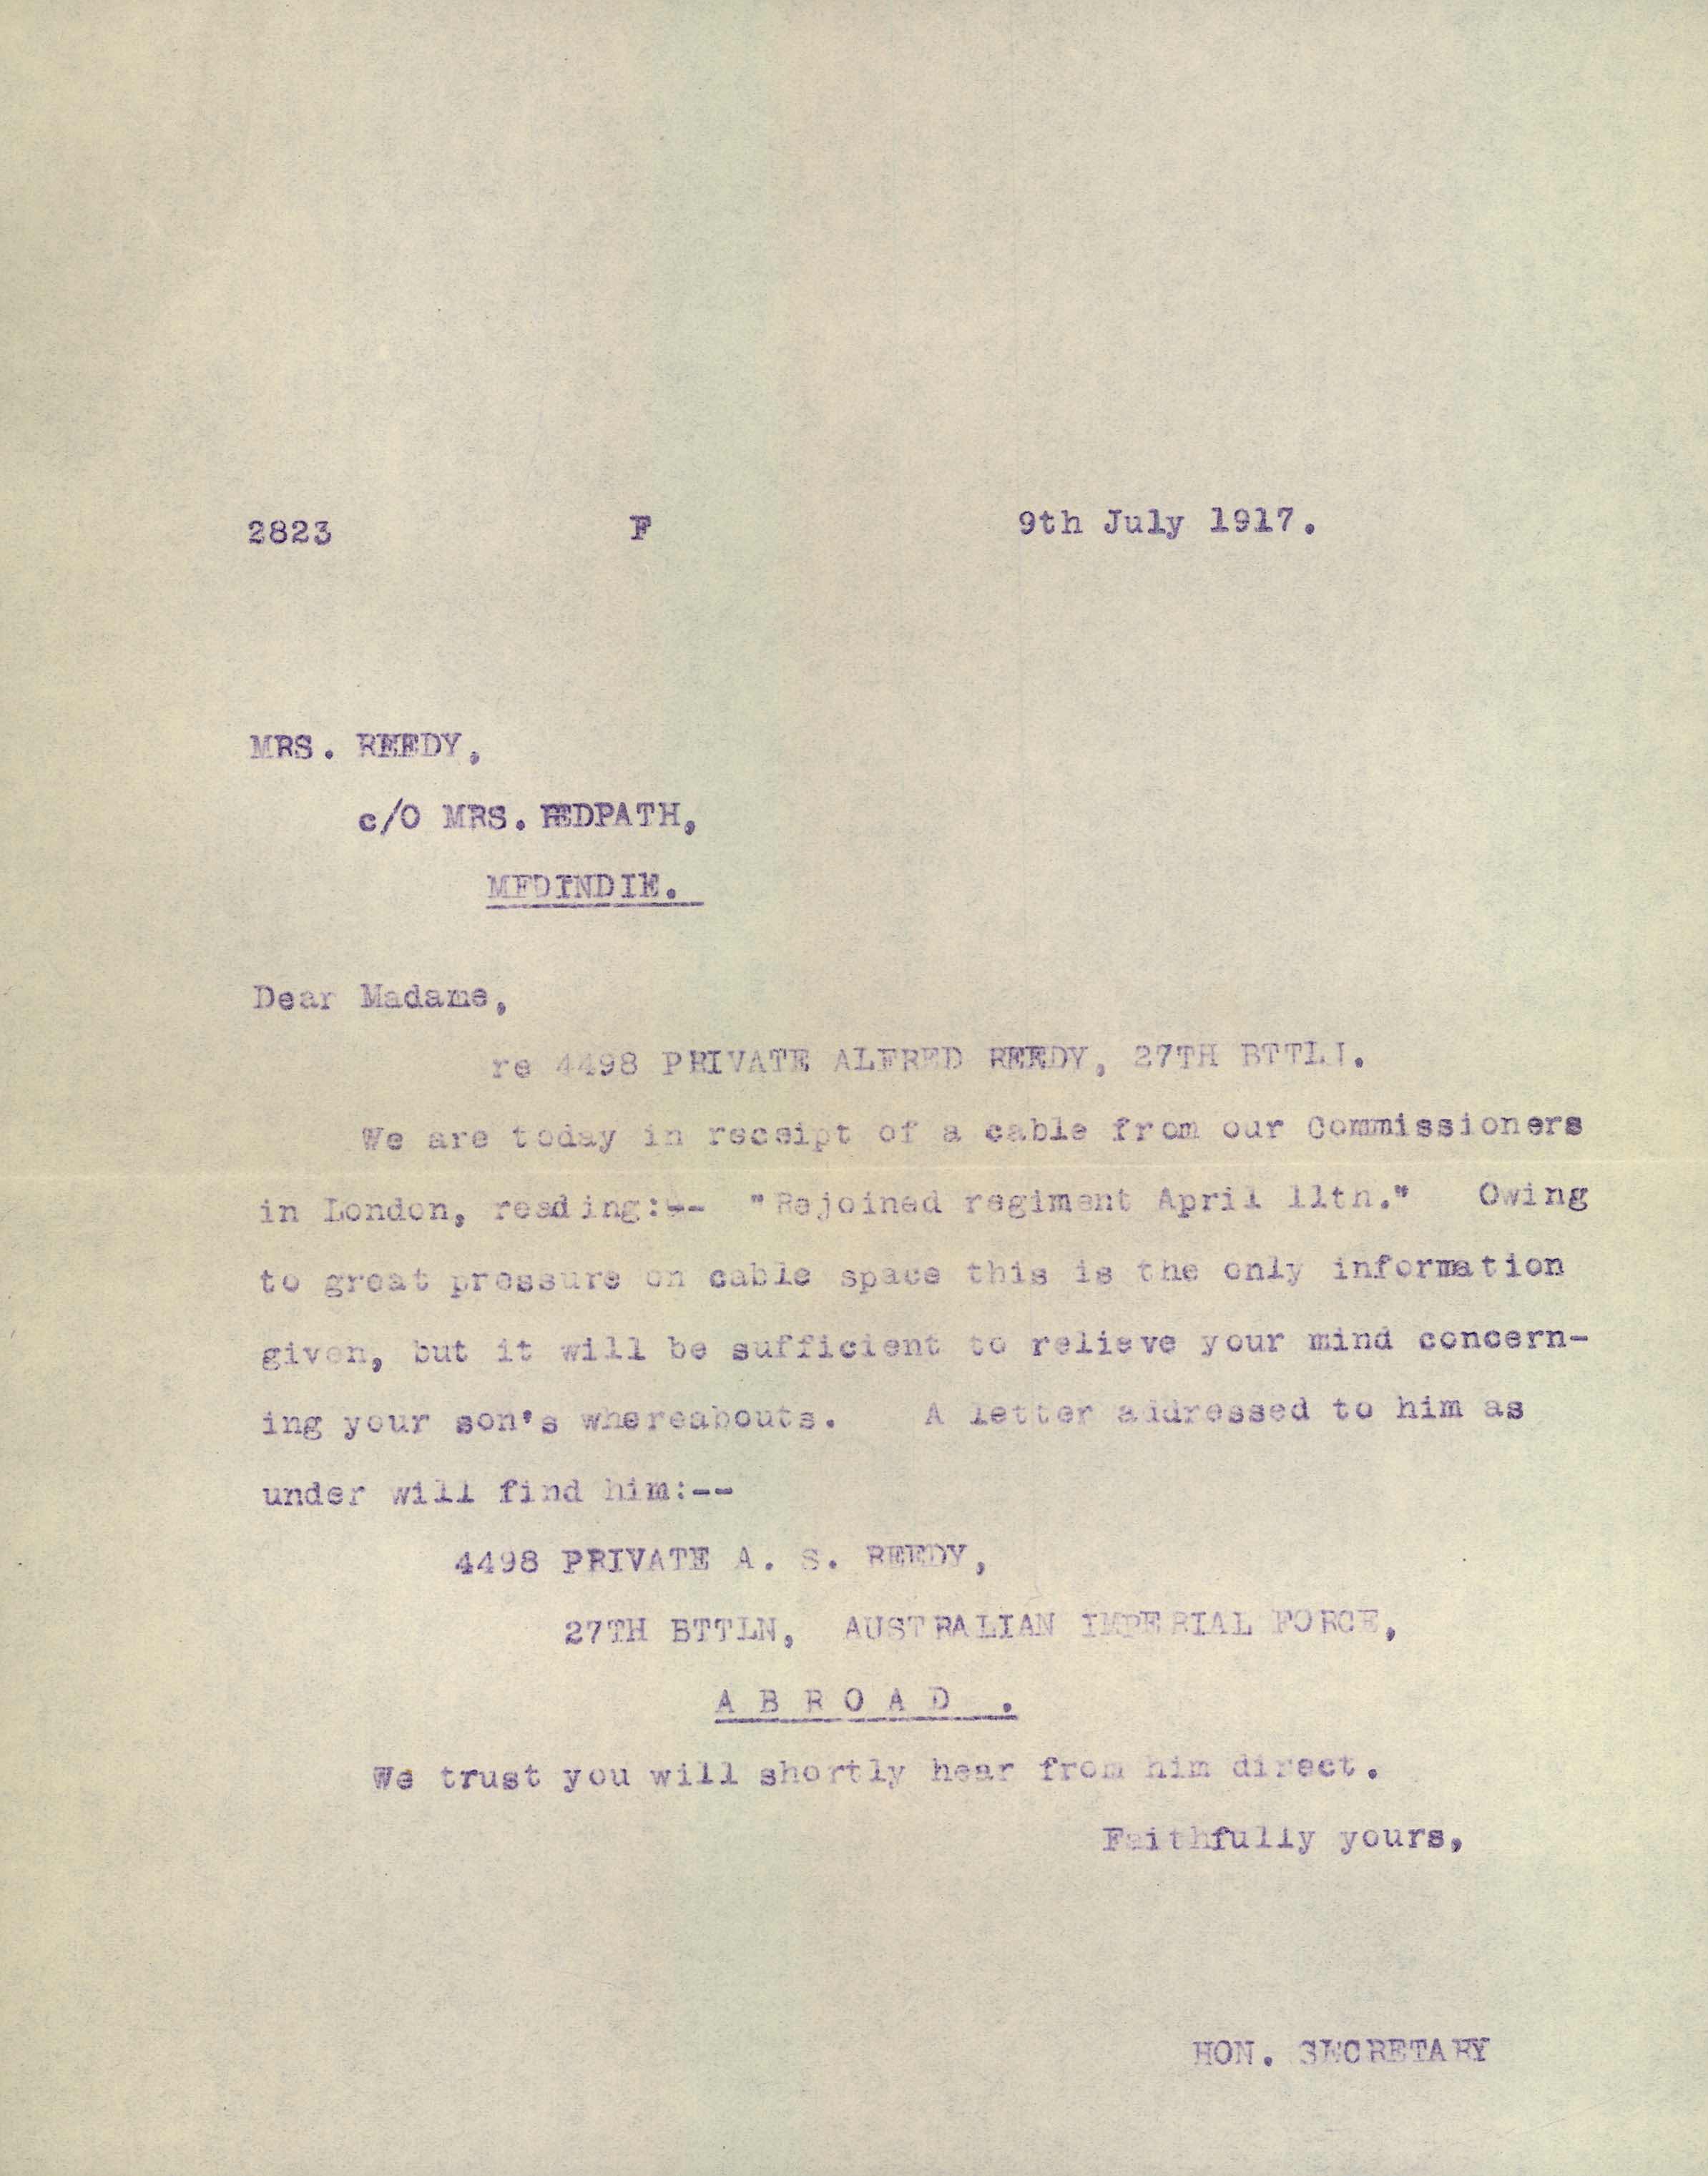 2823 F 9th July 1917.
MRS. REEDY,
c/O MRS. REDPATH,
MEDINDIE.
Dear Madame,
re 4498 PRIVATE ALFRED REEDY, 27TH BTTLN.
We are today in receipt of a cable from our Commissioners
in London, reading:-- "Rejoined regiment April 11th." Owing
to great pressure on cable space this is the only information
given, but it will be sufficient to relieve your mind concern-
ing your son's whereabouts. A letter addressed to him as
under will find him:--
4498 PRIVATE A. S. REEDY,
27TH BTTLN, AUSTRALIAN IMPERIAL FORCE,
A B R O A D .
We trust you will shortly hear from him direct.
Faithfully yours,
HON. SECRETARY